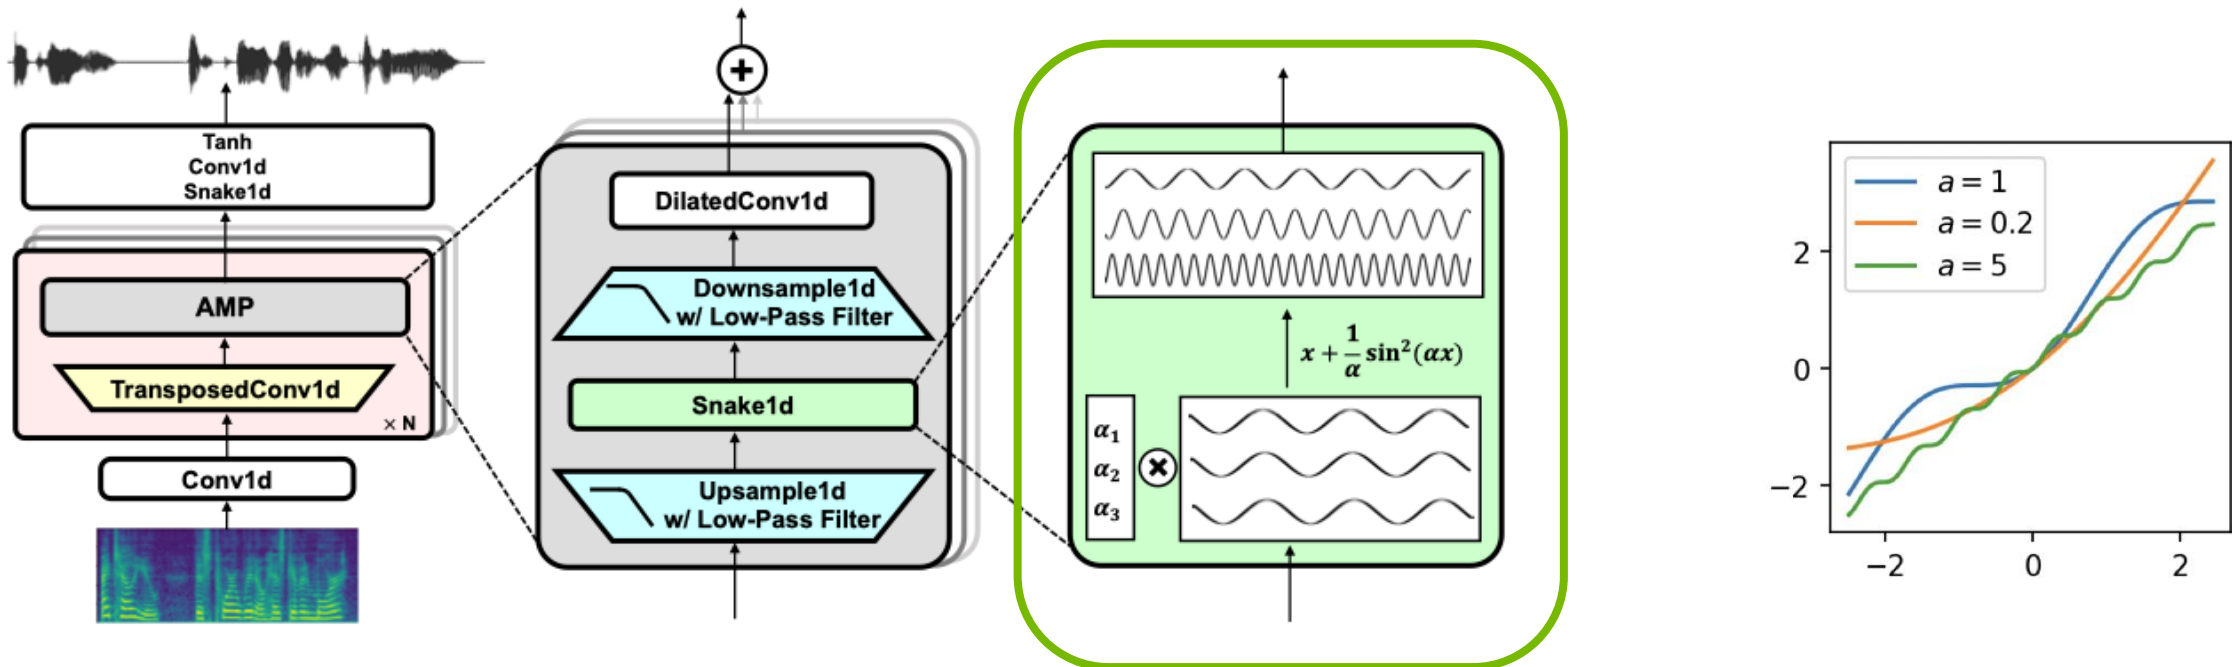 Tanh
Conv1d
Snake1d
AMP
TransposedConv1d
× N
Conv1d
+
DilatedConv1d
Downsample1d
w/ Low-Pass Filter
Snake1d
Upsample1d
w/ Low-Pass Filter
x + 1/α sin²(αx)
α₁
α₂
α₃
×
a = 1
a = 0.2
a = 5
2
0
−2
−2
0
2